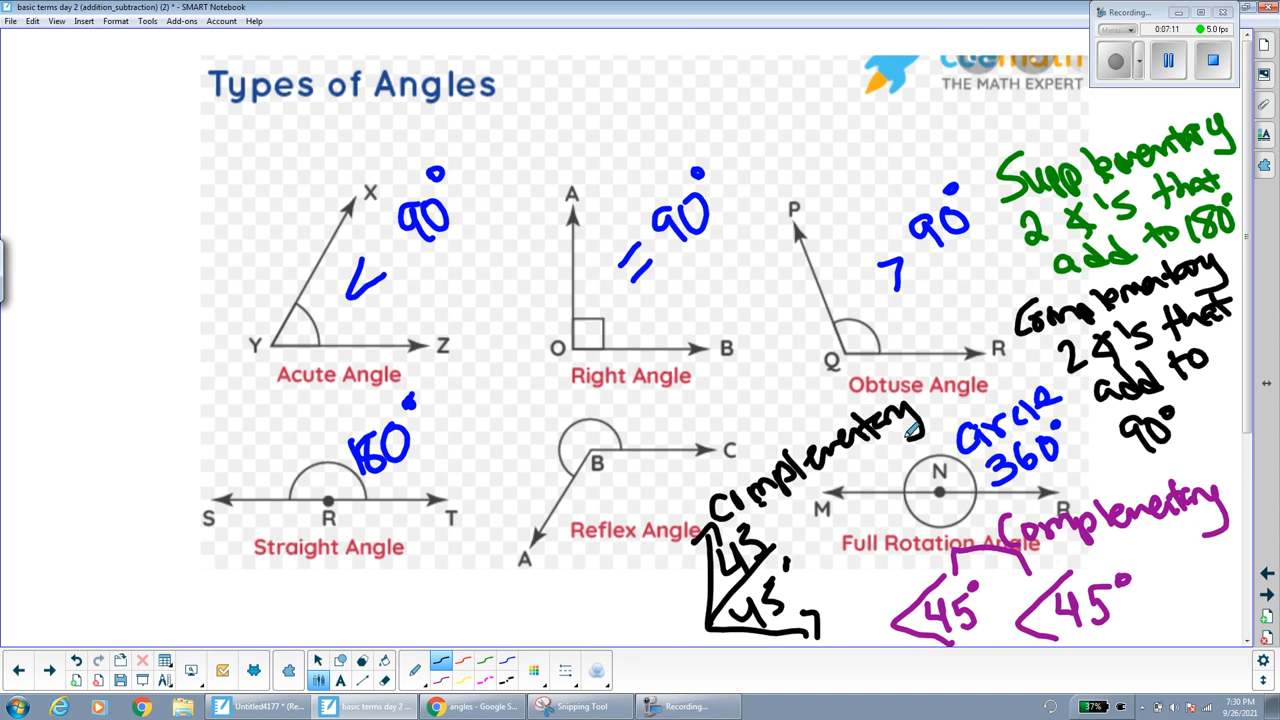 basic terms day 2 (addition_subtraction) (2) * - SMART Notebook
File Edit View Insert Format Tools Add-ons Account Help
Recording...
Menu
0:07:11
5.0 fps
Types of Angles
THE MATH EXPERT
X
< 90°
Y
Z
Acute Angle
A
= 90°
O
B
Right Angle
P
> 90°
Q
R
Obtuse Angle
Supplementary
2 ∡'s that
add to 180°
Complementary
2 ∡'s that
add to
90°
180°
S
R
T
Straight Angle
B
C
A
Reflex Angle
Circle
360°
N
M
R
Full Rotation Angle
Complementary
45
45°
Complementary
45°
45°
Untitled4177 * (Re...
basic terms day 2 ...
angles - Google S...
Snipping Tool
Recording...
37%
7:30 PM
9/26/2021